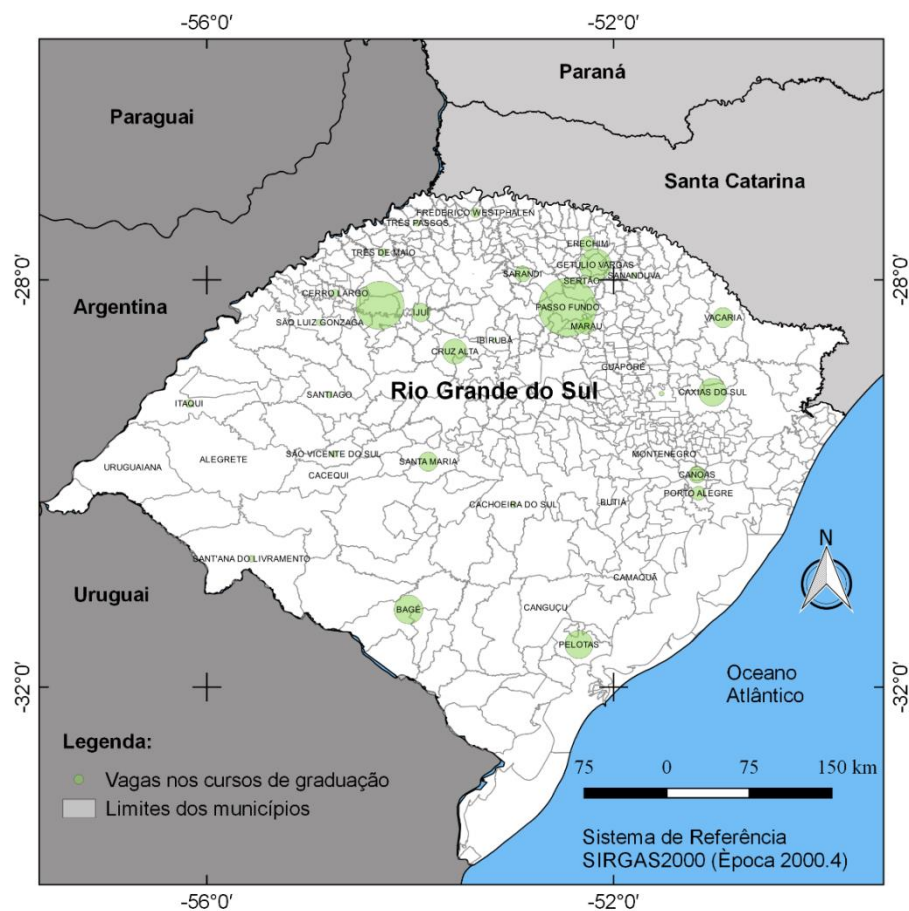 -56°0′
-52°0′
Paraná
Paraguai
Santa Catarina
FREDERICO WESTPHALEN
TRÊS PASSOS
ERECHIM
TRÊS DE MAIO
GETÚLIO VARGAS
-28°0′
SARANDI
SANANDUVA
-28°0′
SERTÃO
Argentina
CERRO LARGO
PASSO FUNDO
IJUÍ
VACARIA
SÃO LUIZ GONZAGA
MARAU
IBIRUBÁ
CRUZ ALTA
GUAPORÉ
Rio Grande do Sul
CAXIAS DO SUL
SANTIAGO
ITAQUI
SÃO VICENTE DO SUL
MONTENEGRO
ALEGRETE
SANTA MARIA
URUGUAIANA
CACEQUI
CANOAS
PORTO ALEGRE
CACHOEIRA DO SUL
BUTIÁ
N
SANT'ANA DO LIVRAMENTO
CAMAQUÃ
Uruguai
BAGÉ
CANGUÇU
PELOTAS
Oceano
Atlântico
-32°0′
-32°0′
Legenda:
Vagas nos cursos de graduação
Limites dos municípios
75 0 75 150 km
Sistema de Referência
SIRGAS2000 (Època 2000.4)
-56°0′
-52°0′